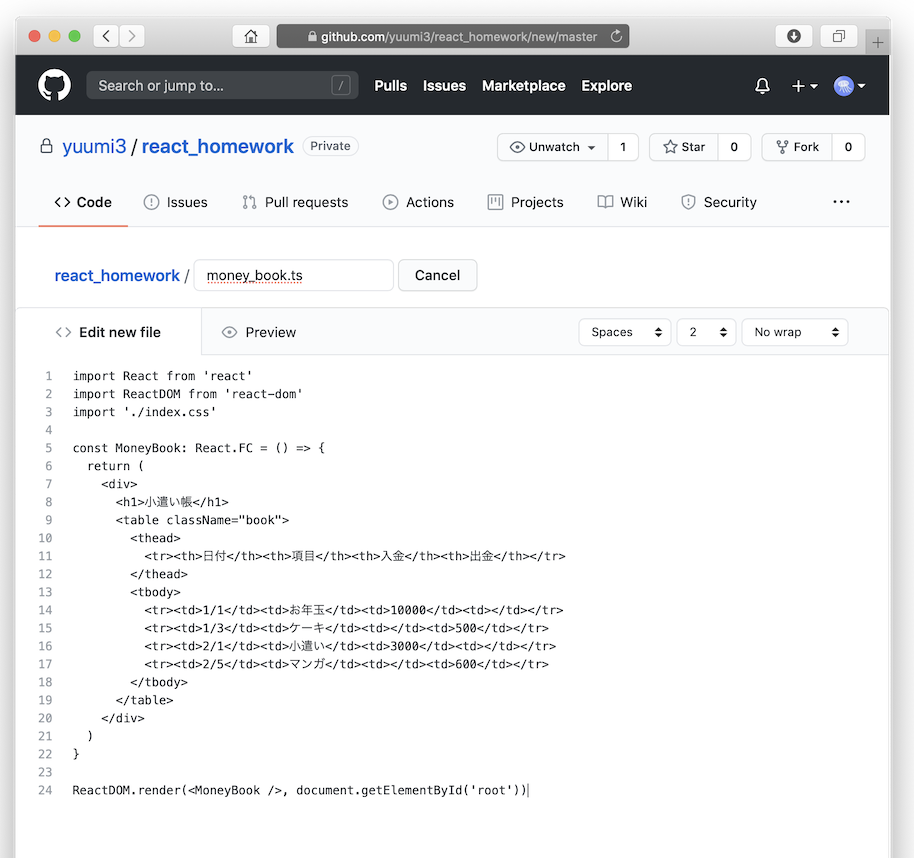 github.com/yuumi3/react_homework/new/master
Search or jump to... / Pulls Issues Marketplace Explore
yuumi3 / react_homework Private Unwatch 1 Star 0 Fork 0
Code Issues Pull requests Actions Projects Wiki Security ...
react_homework / money_book.ts Cancel
<> Edit new file Preview Spaces 2 No wrap
1 import React from 'react'
2 import ReactDOM from 'react-dom'
3 import './index.css'
4
5 const MoneyBook: React.FC = () => {
6   return (
7     <div>
8       <h1>小遣い帳</h1>
9       <table className="book">
10         <thead>
11           <tr><th>日付</th><th>項目</th><th>入金</th><th>出金</th></tr>
12         </thead>
13         <tbody>
14           <tr><td>1/1</td><td>お年玉</td><td>10000</td><td></td></tr>
15           <tr><td>1/3</td><td>ケーキ</td><td></td><td>500</td></tr>
16           <tr><td>2/1</td><td>小遣い</td><td>3000</td><td></td></tr>
17           <tr><td>2/5</td><td>マンガ</td><td></td><td>600</td></tr>
18         </tbody>
19       </table>
20     </div>
21   )
22 }
23
24 ReactDOM.render(<MoneyBook />, document.getElementById('root'))